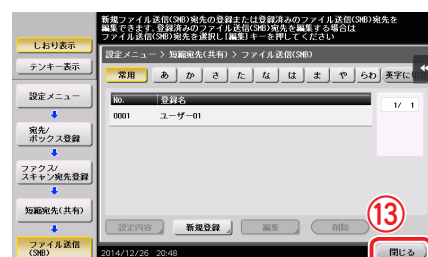 新規ファイル送信(SMB)宛先の登録または登録済みのファイル送信(SMB)宛先を
編集できます。登録済みのファイル送信(SMB)宛先を編集する場合は
ファイル送信(SMB)宛先を選択し[編集]キーを押してください
しおり表示
テンキー表示
設定メニュー
宛先/
ボックス登録
ファクス/
スキャン宛先登録
短縮宛先(共有)
ファイル送信
(SMB)
設定メニュー > 短縮宛先(共有) > ファイル送信(SMB)
常用 あ か さ た な は ま や らわ 英字に
No. 登録名
1/ 1
0001 ユーザー01
⑬
設定内容 新規登録 編集 削除
2014/12/26 20:48 閉じる